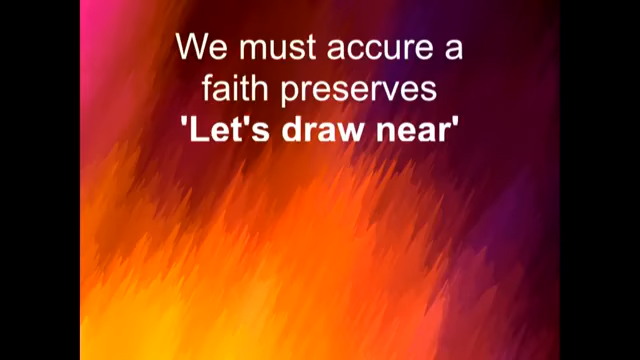 We must accure a
faith preserves
'Let's draw near'